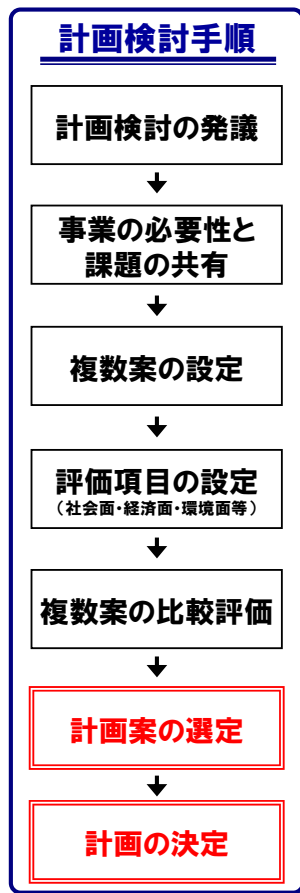 計画検討手順
計画検討の発議
事業の必要性と
課題の共有
複数案の設定
評価項目の設定
（社会面・経済面・環境面等）
複数案の比較評価
計画案の選定
計画の決定